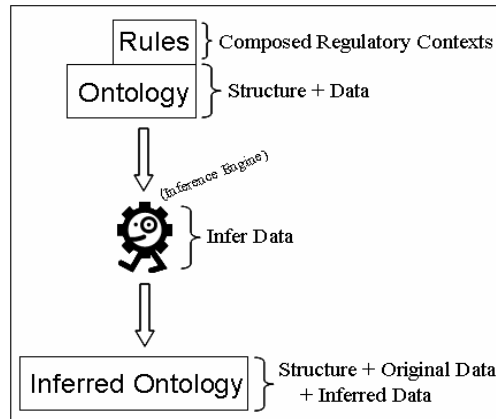 Rules
Composed Regulatory Contexts
Ontology
Structure + Data
(Inference Engine)
Infer Data
Inferred Ontology
Structure + Original Data
+ Inferred Data